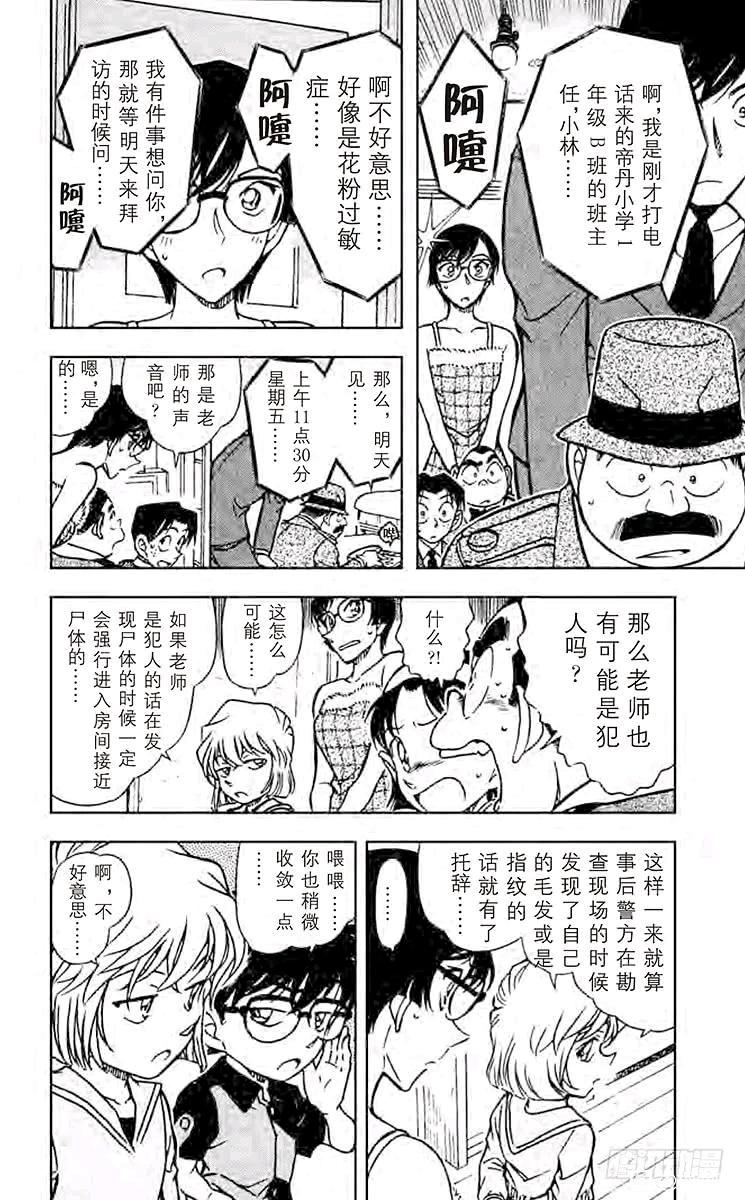 啊，我是刚才打电
话来的帝丹小学1
年级B班的班主
任，小林……
阿嚏
啊不好意思……
好像是花粉过敏
症……
阿嚏
我有件事想问你，
那就等明天来拜
访的时候问……
阿嚏
那么，明天
见……
上午11点30分
星期五……
哔
那是老
师的声
音吧？
嗯，是
的……
那么老师也
有可能是犯
人吗？
什么?!
这怎么
可能……
如果老师
是犯人的话在发
现尸体的时候一定
会强行进入房间接近
尸体的……
这样一来就算
事后警方在勘
查现场的时候
发现了自己
的毛发或是
指纹的
话就有了
托辞……
……
喂喂……
你也稍微
收敛一点
……
啊，不
好意思……